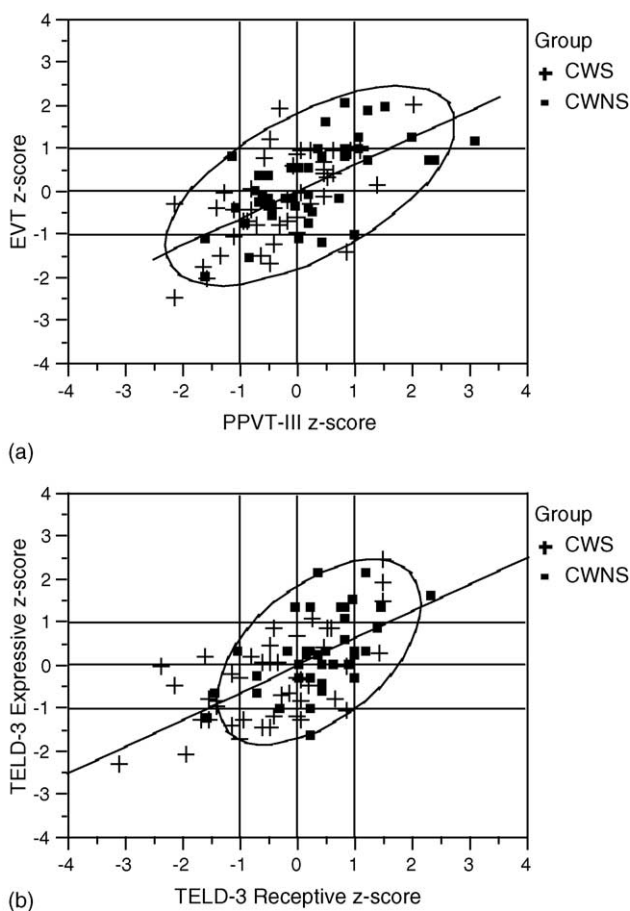 4
3
2
1
0
-1
-2
-3
-4
EVT z-score
-4 -3 -2 -1 0 1 2 3 4
PPVT-III z-score
Group
CWS
CWNS
(a)
4
3
2
1
0
-1
-2
-3
-4
TELD-3 Expressive z-score
-4 -3 -2 -1 0 1 2 3 4
TELD-3 Receptive z-score
Group
CWS
CWNS
(b)